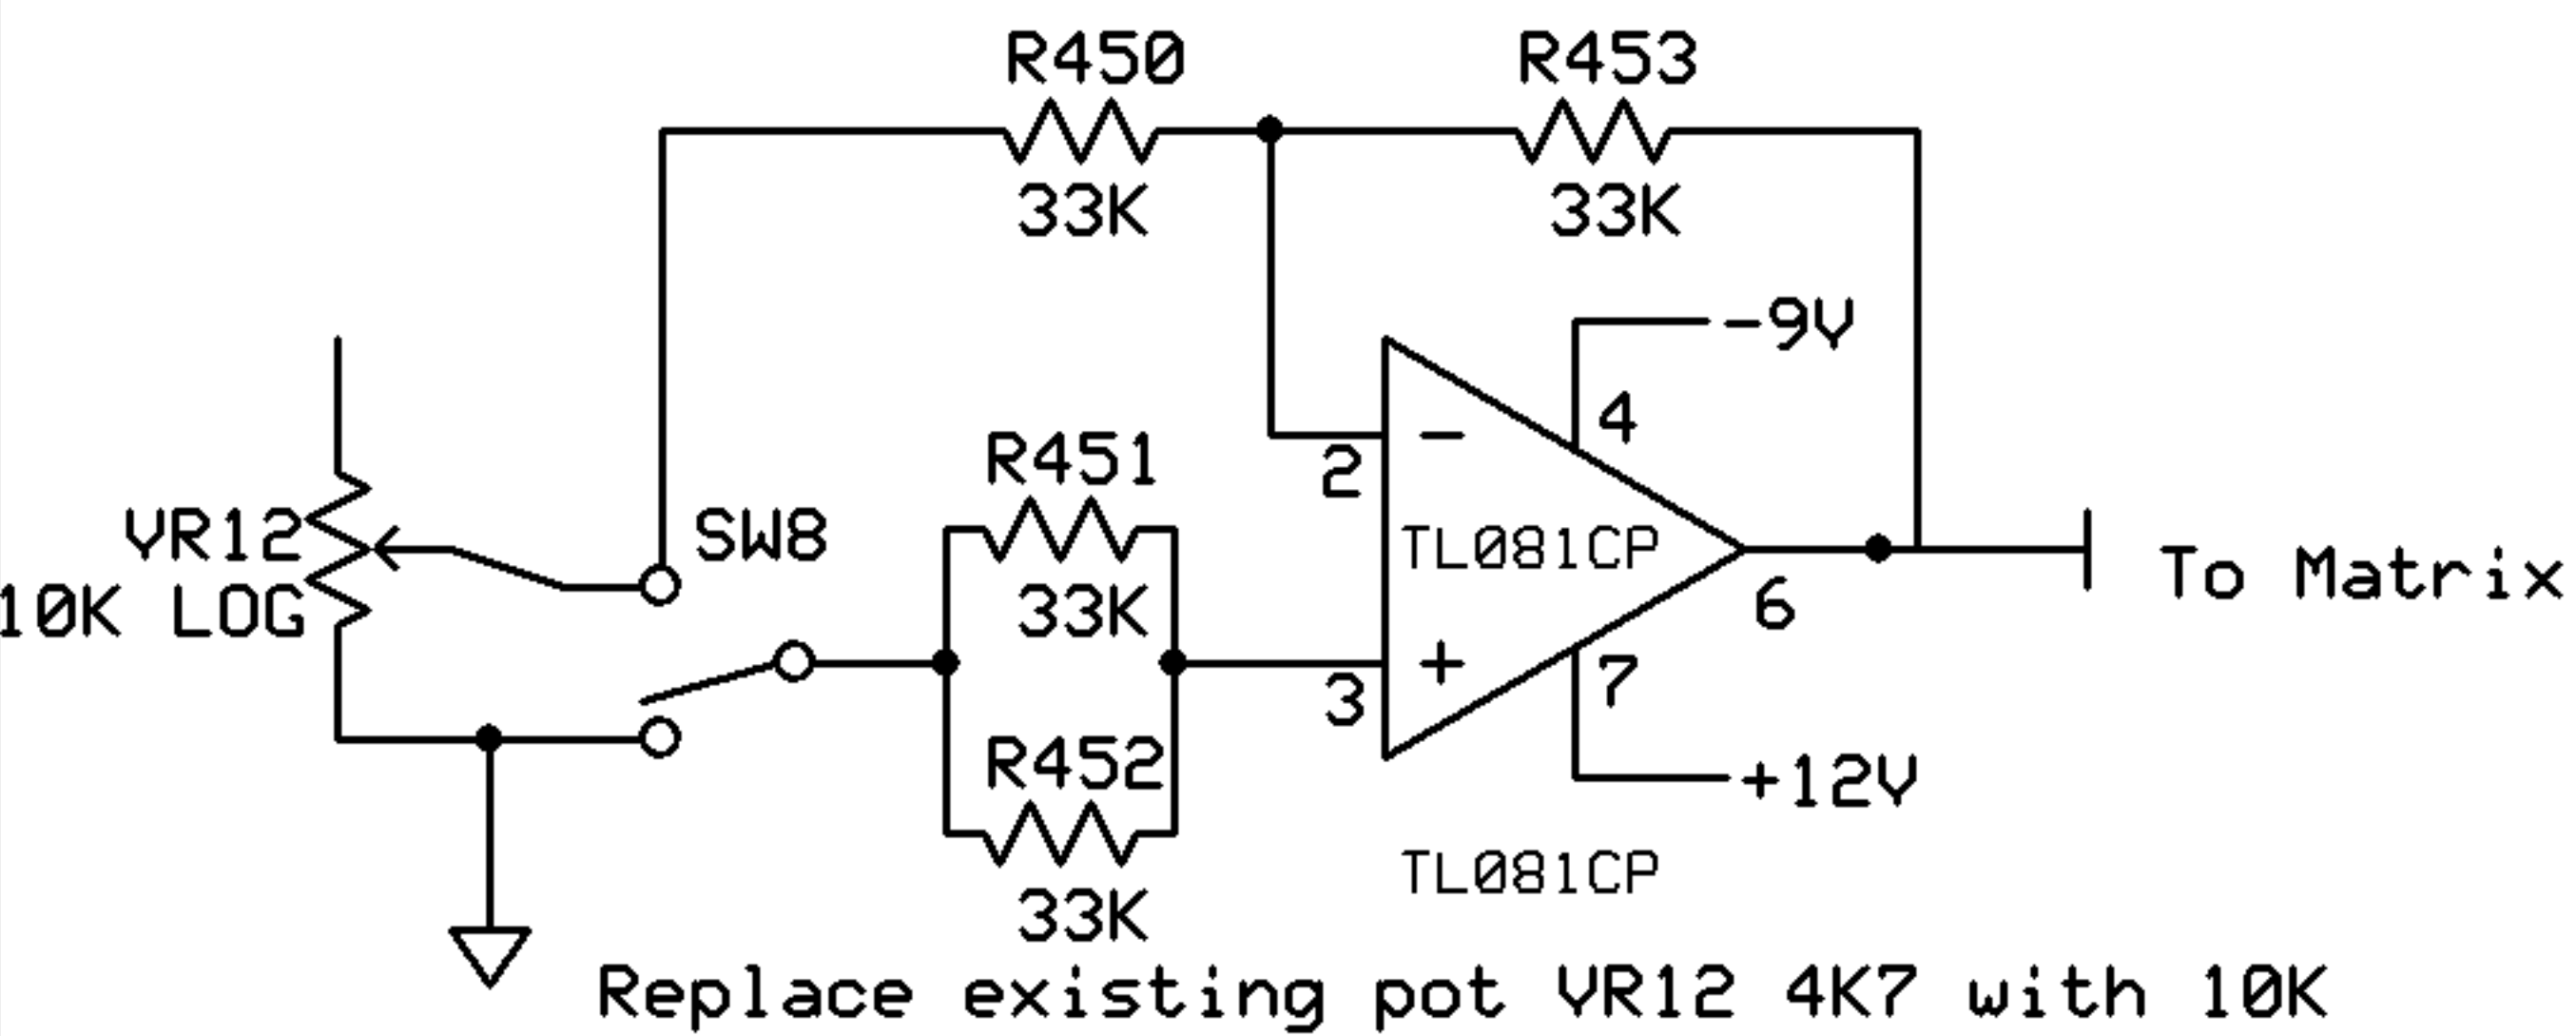 R450
R453
33K
33K
-9V
4
R451
2
VR12
SW8
TL081CP
10K LOG
33K
6
To Matrix
+
7
3
R452
+12V
TL081CP
33K
Replace existing pot VR12 4K7 with 10K